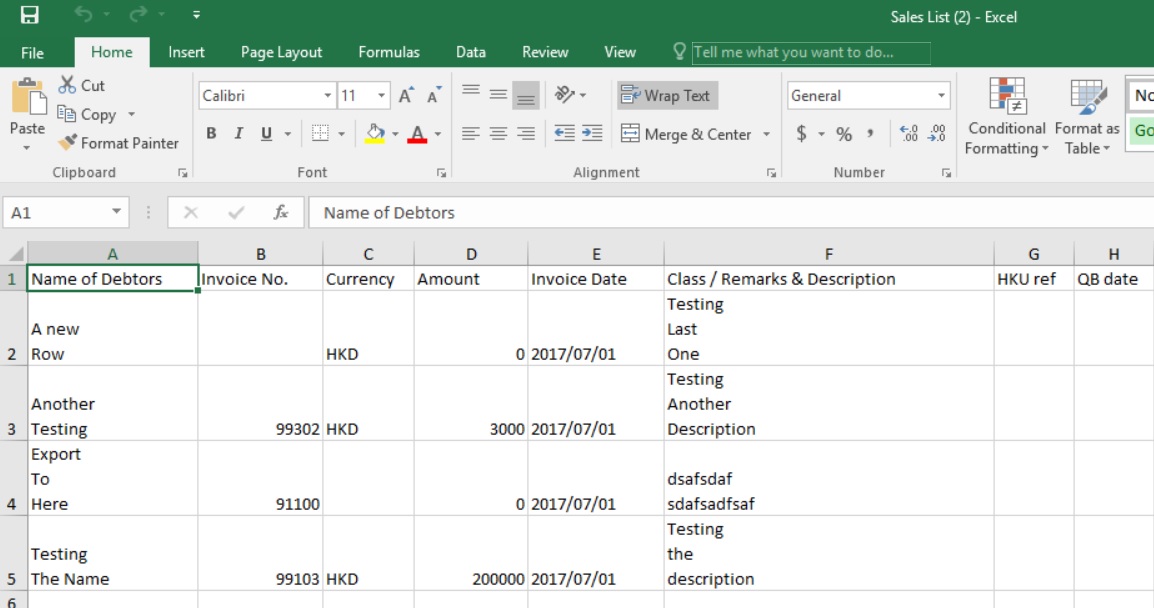 Sales List (2) - Excel
File Home Insert Page Layout Formulas Data Review View Tell me what you want to do...
Paste
Cut
Copy
Format Painter
Clipboard
Calibri 11 A A
B I U A
Font
Wrap Text
Merge & Center
Alignment
General
$ % , .0 .00 .00 .0
Number
Conditional
Formatting
Format as
Table
A1 fx Name of Debtors
A B C D E F G H
1 Name of Debtors Invoice No. Currency Amount Invoice Date Class / Remarks & Description HKU ref QB date
Testing
A new Last
2 Row HKD 0 2017/07/01 One
Testing
Another Another
3 Testing 99302 HKD 3000 2017/07/01 Description
Export
To dsafsdaf
4 Here 91100 0 2017/07/01 sdafsadfsaf
Testing
Testing the
5 The Name 99103 HKD 200000 2017/07/01 description
6